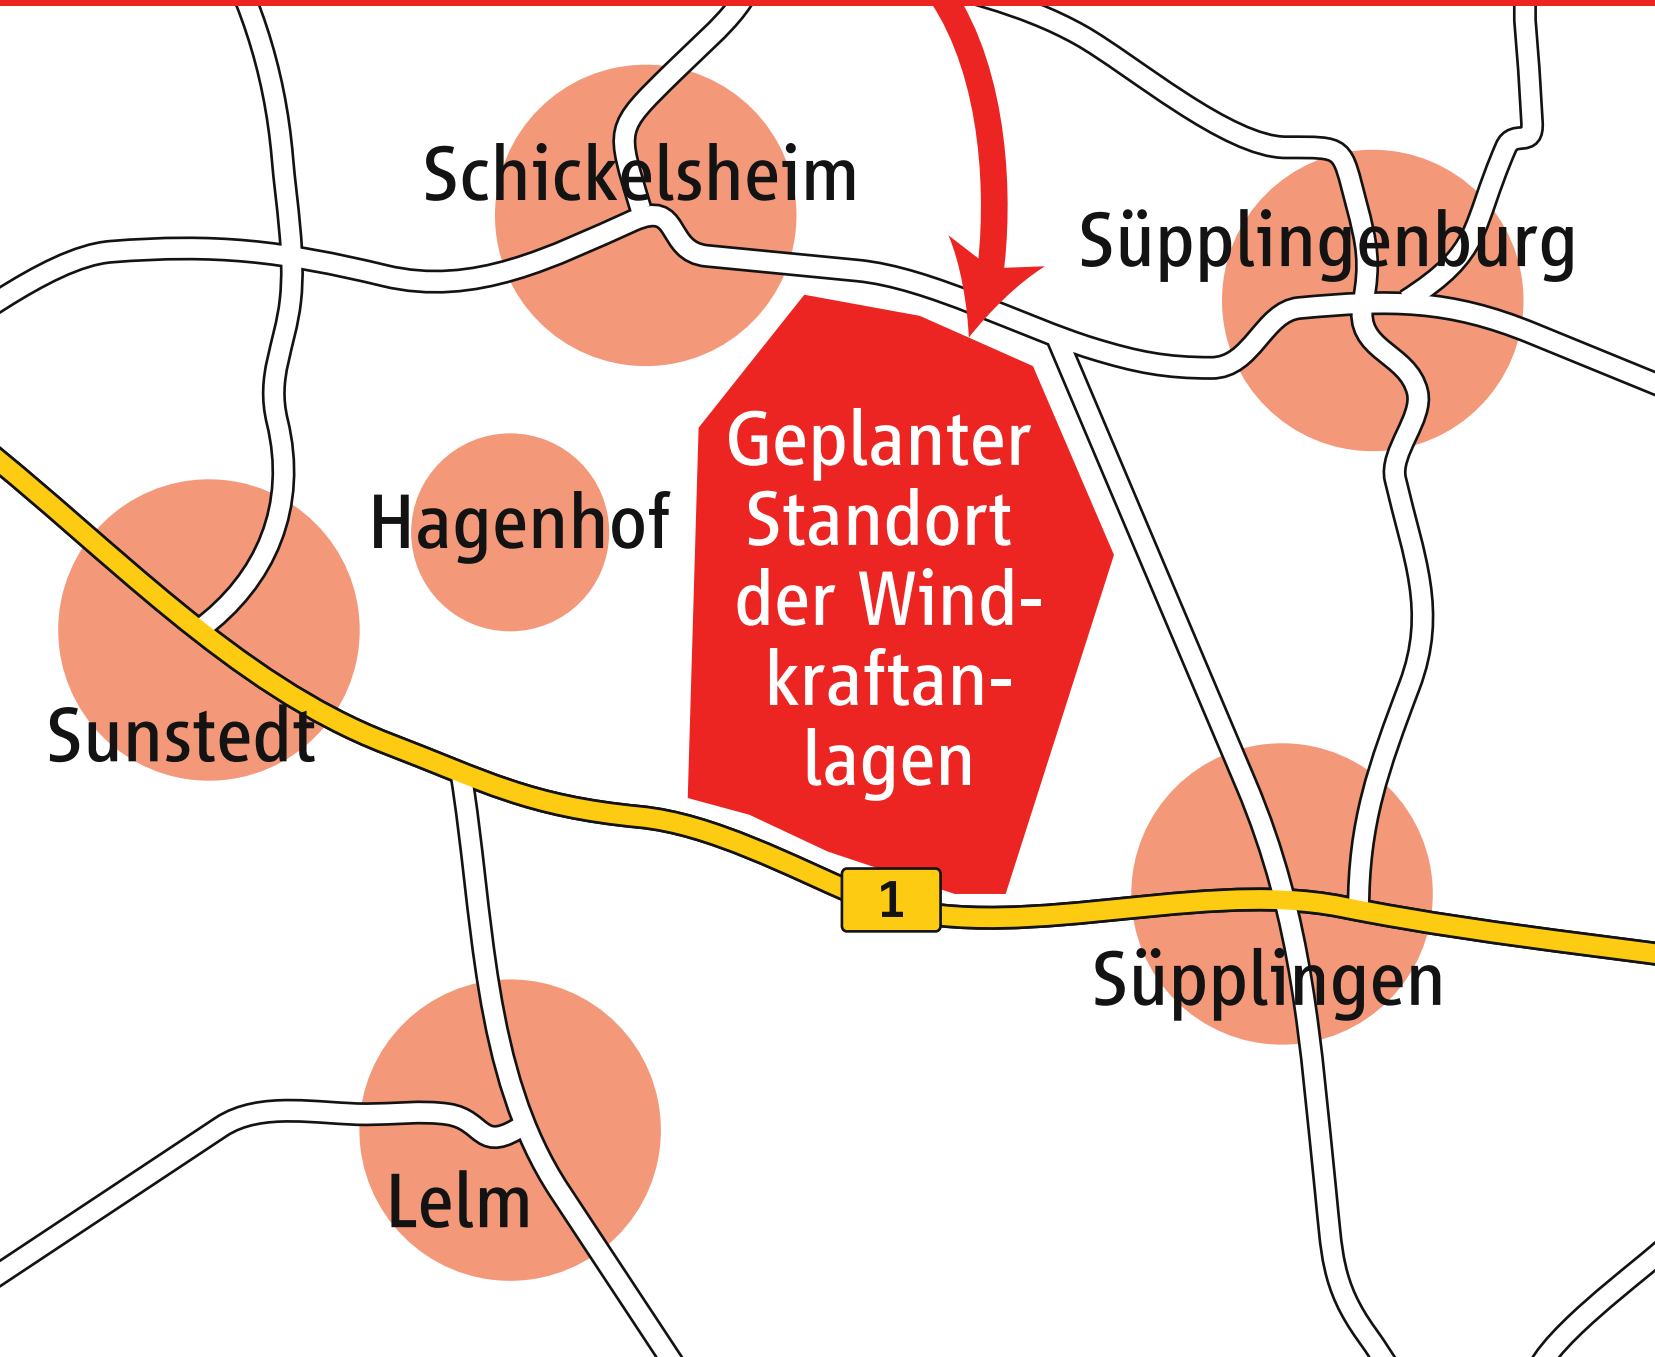 Schickelsheim
Süpplingenburg
Geplanter
Standort
der Wind-
kraftan-
lagen
Hagenhof
Sunstedt
1
Süpplingen
Lelm